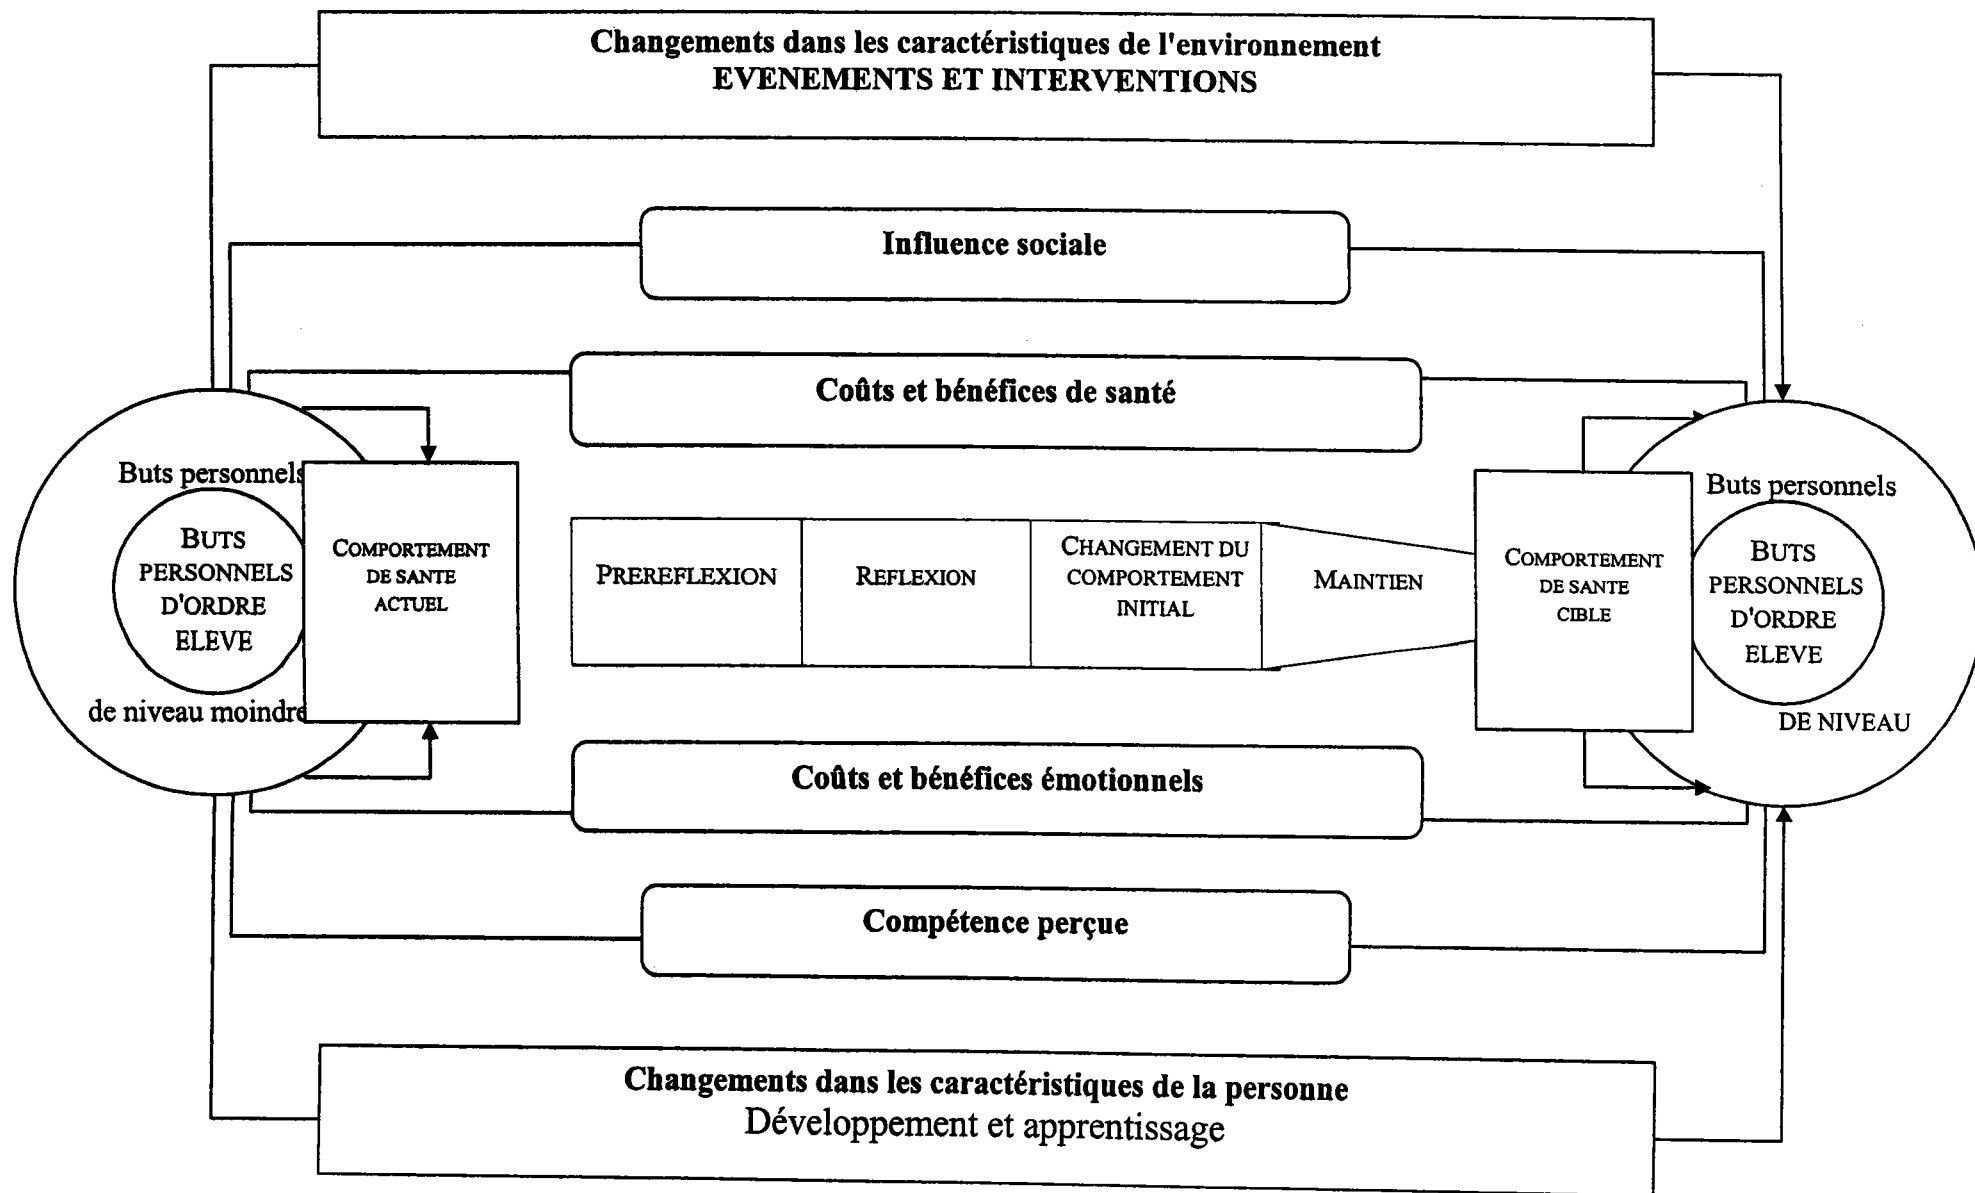 Changements dans les caractéristiques de l'environnement
EVENEMENTS ET INTERVENTIONS
Influence sociale
Coûts et bénéfices de santé
Buts personnels
BUTS
PERSONNELS
D'ORDRE
ELEVE
de niveau moindre
COMPORTEMENT
DE SANTE
ACTUEL
PREREFLEXION
REFLEXION
CHANGEMENT DU
COMPORTEMENT
INITIAL
MAINTIEN
COMPORTEMENT
DE SANTE
CIBLE
Buts personnels
BUTS
PERSONNELS
D'ORDRE
ELEVE
DE NIVEAU
Coûts et bénéfices émotionnels
Compétence perçue
Changements dans les caractéristiques de la personne
Développement et apprentissage